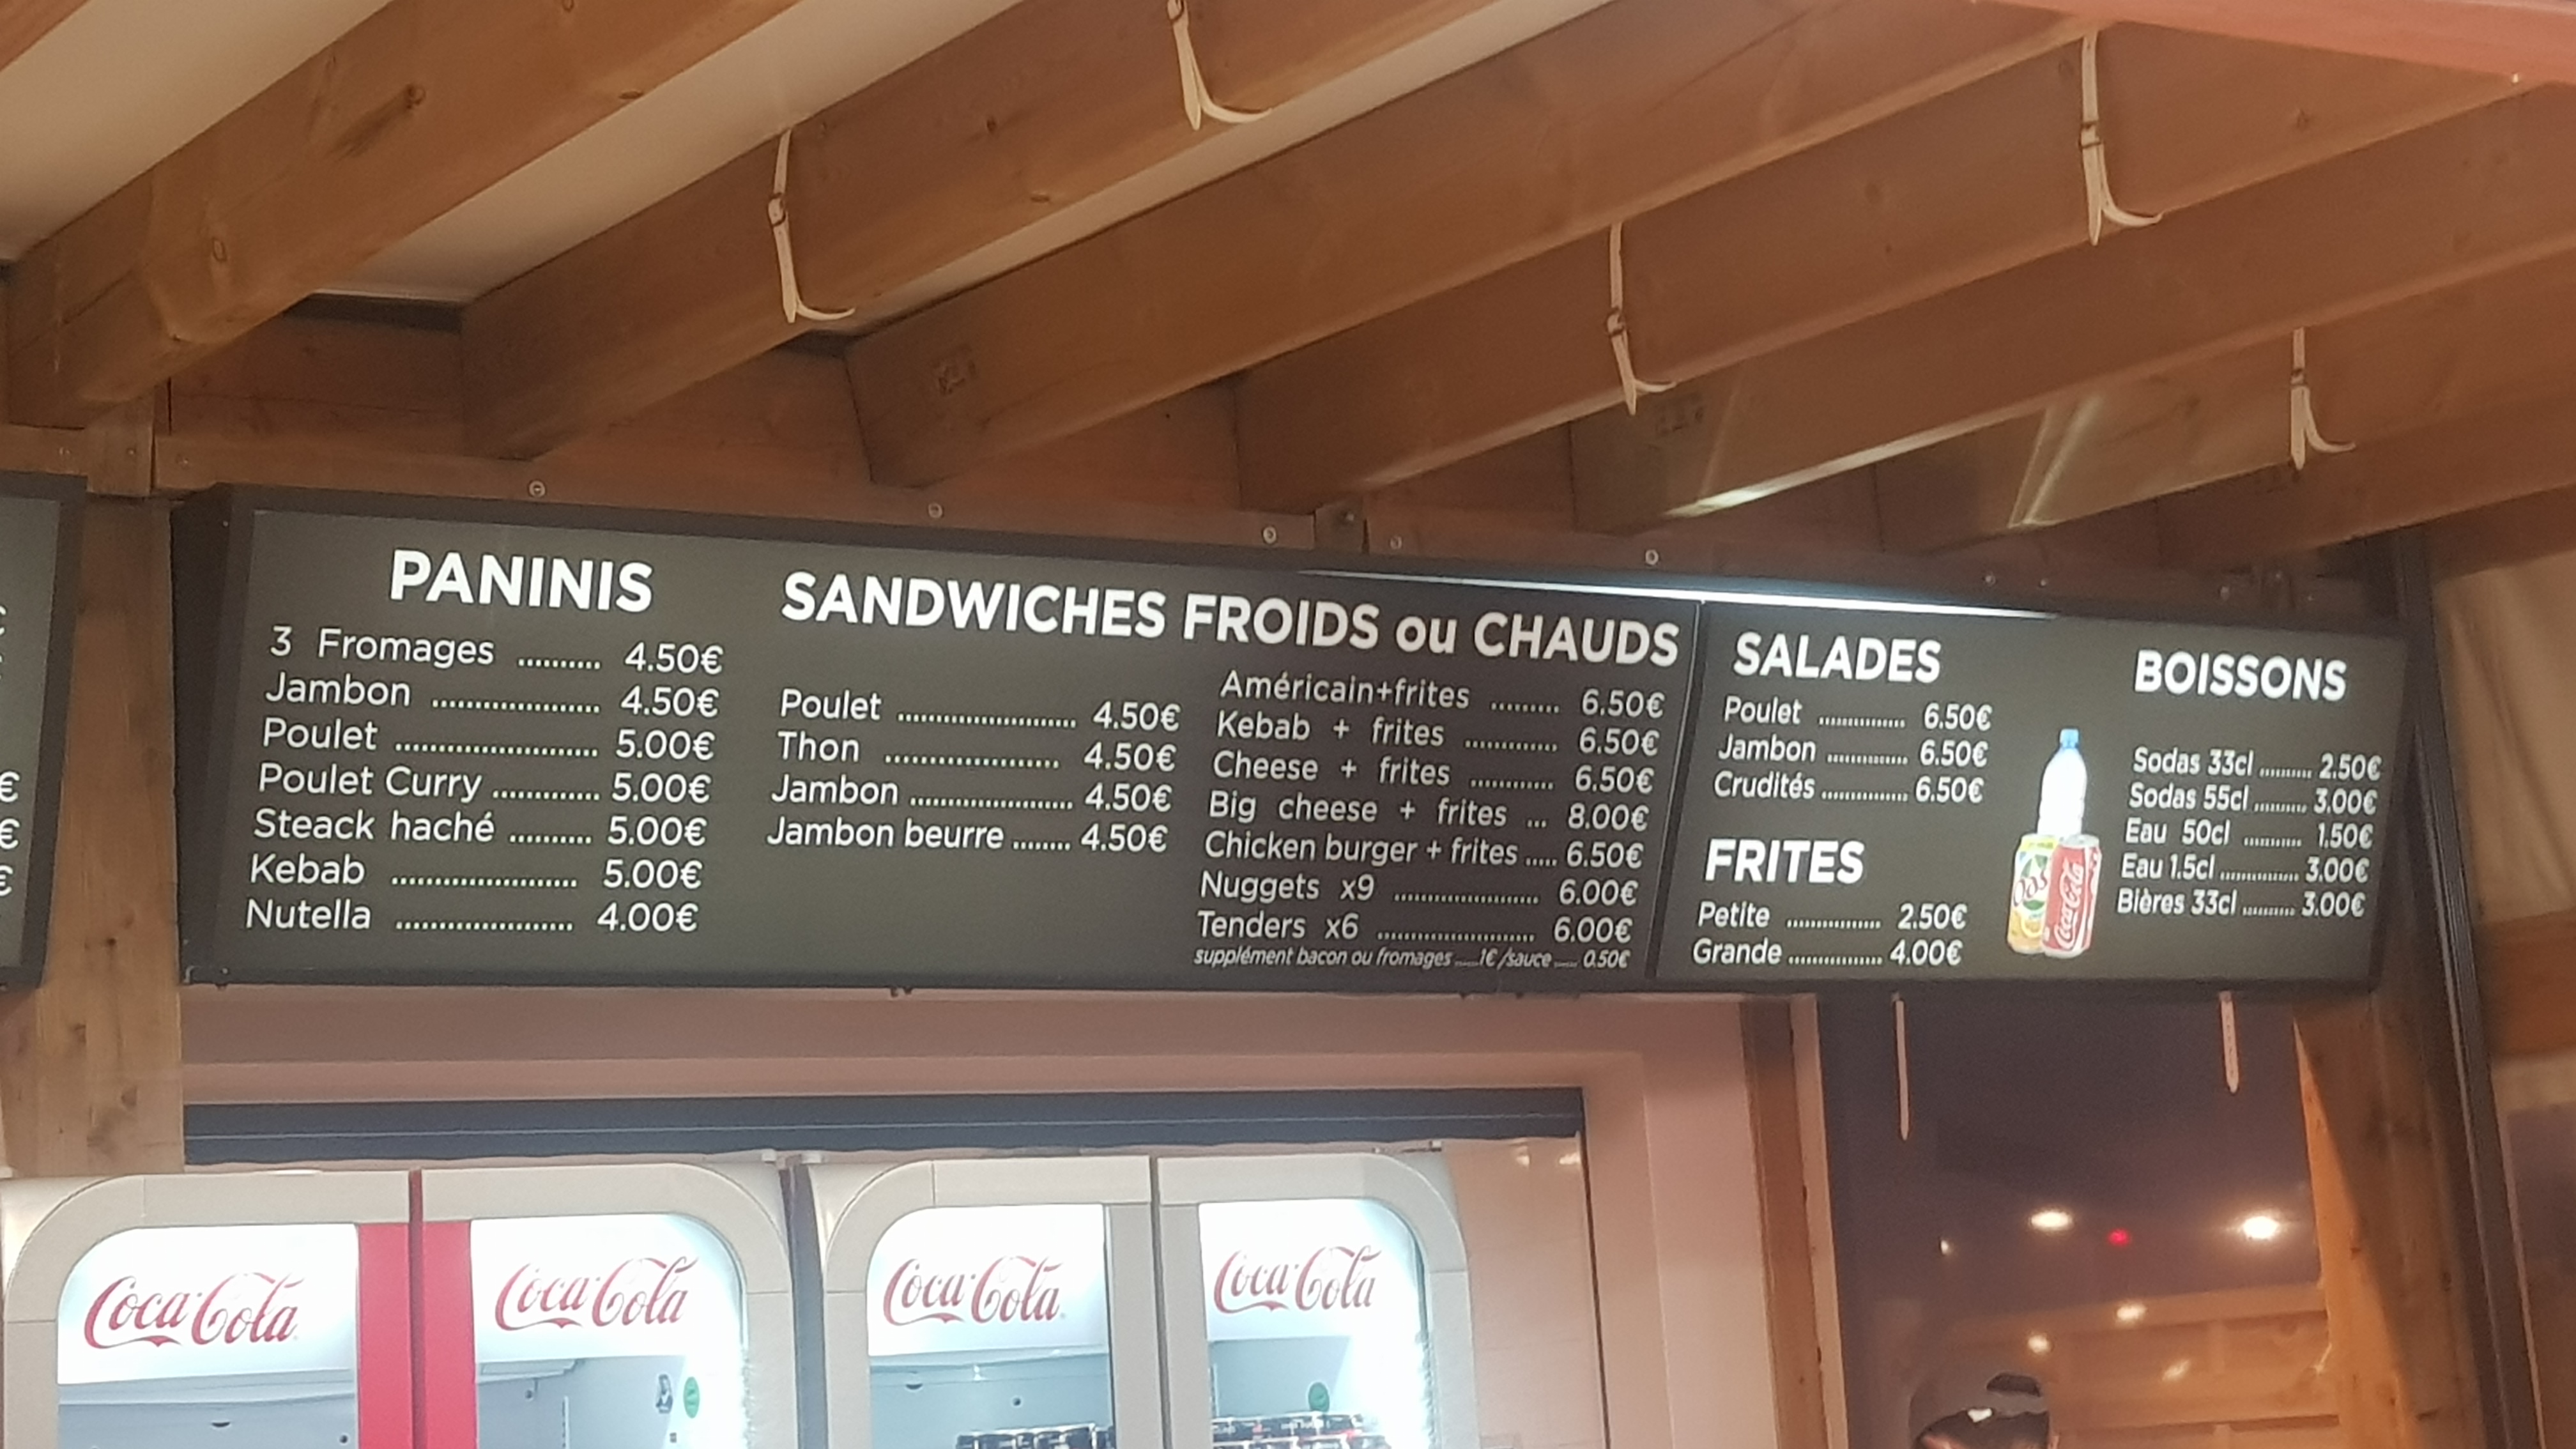 PANINIS
3 Fromages .......... 4.50€
Jambon ...................... 4.50€
Poulet .......................... 5.00€
Poulet Curry .............. 5.00€
Steack haché .......... 5.00€
Kebab ........................ 5.00€
Nutella ...................... 4.00€
SANDWICHES FROIDS ou CHAUDS
Poulet .......................... 4.50€
Thon .......................... 4.50€
Jambon ........................ 4.50€
Jambon beurre ........ 4.50€
Américain+frites ......... 6.50€
Kebab + frites ............ 6.50€
Cheese + frites ........... 6.50€
Big cheese + frites ... 8.00€
Chicken burger + frites ..... 6.50€
Nuggets x9 ...................... 6.00€
Tenders x6 ........................ 6.00€
supplément bacon ou fromages ......1€ /sauce ...... 0.50€
SALADES
Poulet ............... 6.50€
Jambon .............. 6.50€
Crudités ............... 6.50€
FRITES
Petite ................ 2.50€
Grande ................ 4.00€
BOISSONS
Sodas 33cl .......... 2.50€
Sodas 55cl .......... 3.00€
Eau 50cl ........... 1.50€
Eau 1.5cl ............... 3.00€
Bières 33cl .......... 3.00€
Coca-Cola
€
€
€
€
Coca-Cola
Coca-Cola
Coca-Cola
Coca-Cola